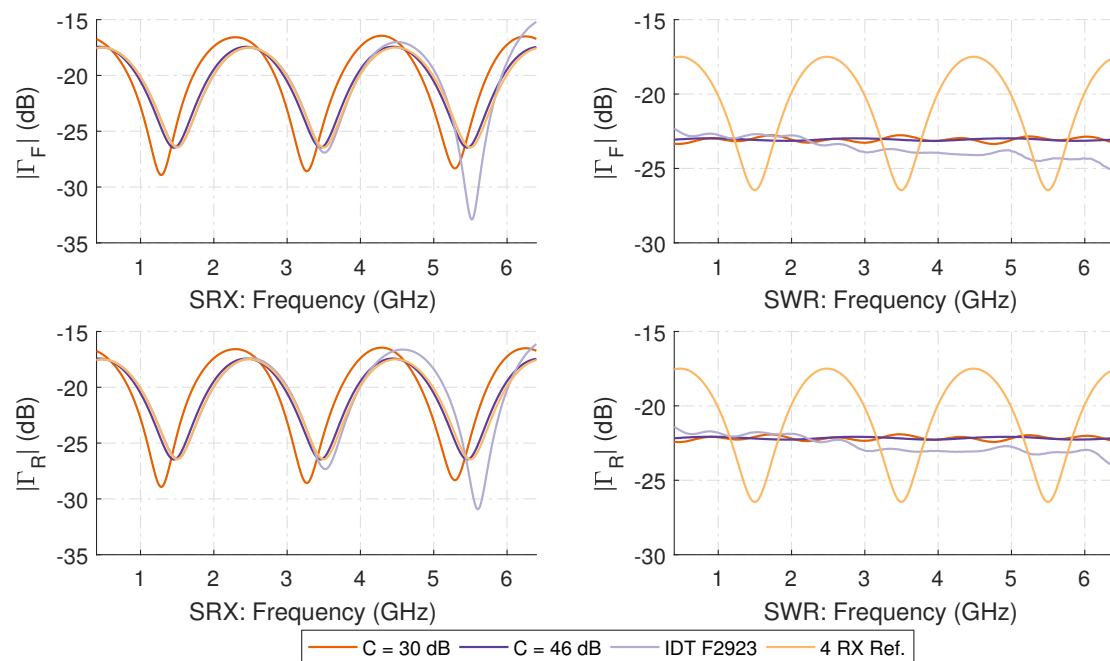 -15
-20
-25
-30
-35
|Γ_F| (dB)
1 2 3 4 5 6
SRX: Frequency (GHz)
-15
-20
-25
-30
|Γ_F| (dB)
1 2 3 4 5 6
SWR: Frequency (GHz)
-15
-20
-25
-30
-35
|Γ_R| (dB)
1 2 3 4 5 6
SRX: Frequency (GHz)
-15
-20
-25
-30
|Γ_R| (dB)
1 2 3 4 5 6
SWR: Frequency (GHz)
C = 30 dB C = 46 dB IDT F2923 4 RX Ref.